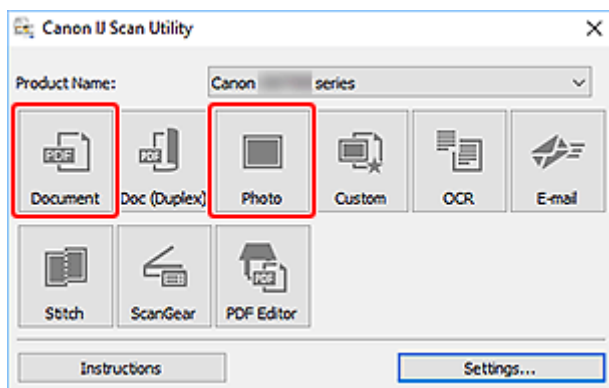 Canon IJ Scan Utility
Product Name: Canon series
PDF PDF
Document Doc (Duplex) Photo Custom OCR E-mail
PDF
Stitch ScanGear PDF Editor
Instructions Settings...